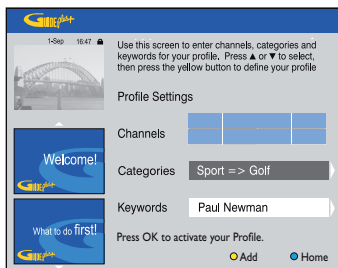 GUIDE Plus+
1-Sep 16:47
Use this screen to enter channels, categories and
keywords for your profile. Press ▲ or ▼ to select,
then press the yellow button to define your profile
Profile Settings
Channels
Welcome!
GUIDE Plus+
Categories Sport => Golf
Keywords Paul Newman
What to do first!
GUIDE Plus+
Press OK to activate your Profile.
Add Home